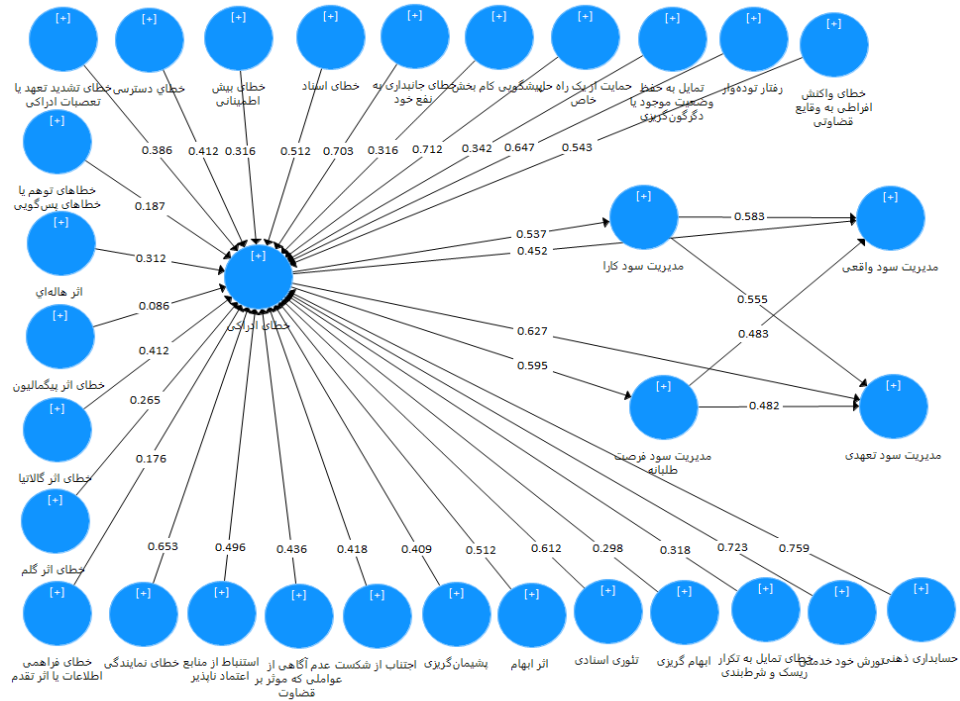 [+]
[+]
[+]
[+]
[+]
[+]
[+]
[+]
[+]
[+]
خطای تشدید تعهد یا
تعصبات ادراکی
خطاي دسترسی
خطای بیش
اطمینانی
خطای اسناد
خطای جانبداری به
نفع خود
پیشگویی کام بخش
حمایت از یک راه حل
خاص
تمایل به حفظ
وضعیت موجود یا
دگرگون‌گریزی
رفتار توده‌وار
خطای واکنش
افراطی به وقایع
قضاوتی
0.386
0.412
0.316
0.512
0.703
0.316
0.712
0.342
0.647
0.543
[+]
خطاهای توهم یا
خطاهای پس‌گویی
0.187
[+]
اثر هاله‌اي
0.312
[+]
خطای اثر پیگمالیون
0.086
[+]
خطای اثر گالاتیا
0.412
[+]
خطای اثر گلم
0.265
0.176
[+]
خطای ادراکی
0.537
0.452
0.627
0.595
[+]
مدیریت سود کارا
0.583
[+]
مدیریت سود واقعی
0.555
0.483
[+]
مدیریت سود فرصت
طلبانه
0.482
[+]
مدیریت سود تعهدی
0.653
0.496
0.436
0.418
0.409
0.512
0.612
0.298
0.318
0.723
0.759
[+]
[+]
[+]
[+]
[+]
[+]
[+]
[+]
[+]
[+]
[+]
[+]
خطای فراهمی
اطلاعات یا اثر تقدم
خطای نمایندگی
استنباط از منابع
اعتماد ناپذیر
عدم آگاهی از
عواملی که موثر بر
قضاوت
اجتناب از شکست
پشیمان‌گریزی
اثر ابهام
تئوری اسنادی
ابهام گریزی
خطای تمایل به تکرار
ریسک و شرط‌بندی
تورش خود خدمتی
حسابداری ذهنی